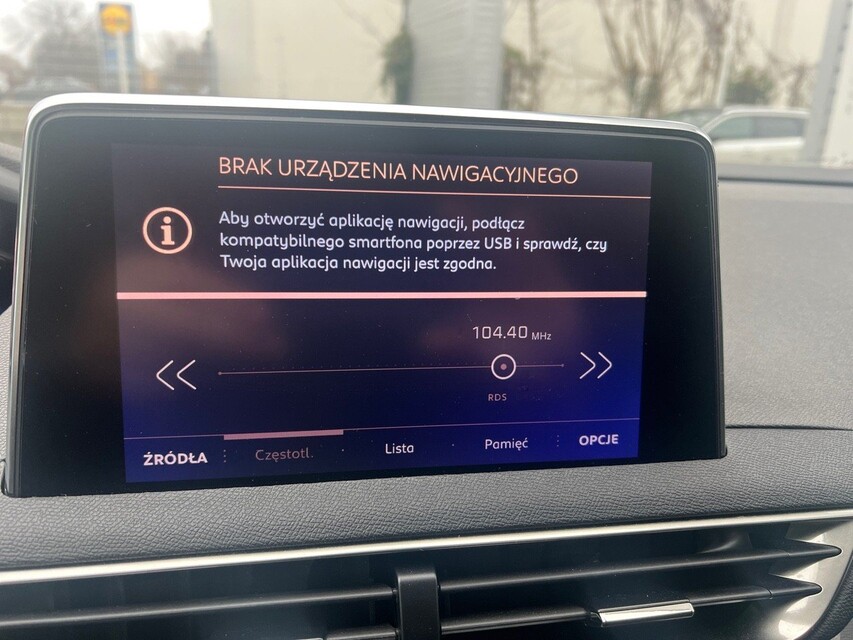 BRAK URZĄDZENIA NAWIGACYJNEGO
Aby otworzyć aplikację nawigacji, podłącz
kompatybilnego smartfona poprzez USB i sprawdź, czy
Twoja aplikacja nawigacji jest zgodna.
104.40 MHz
RDS
ŹRÓDŁA Częstotl. Lista Pamięć OPCJE